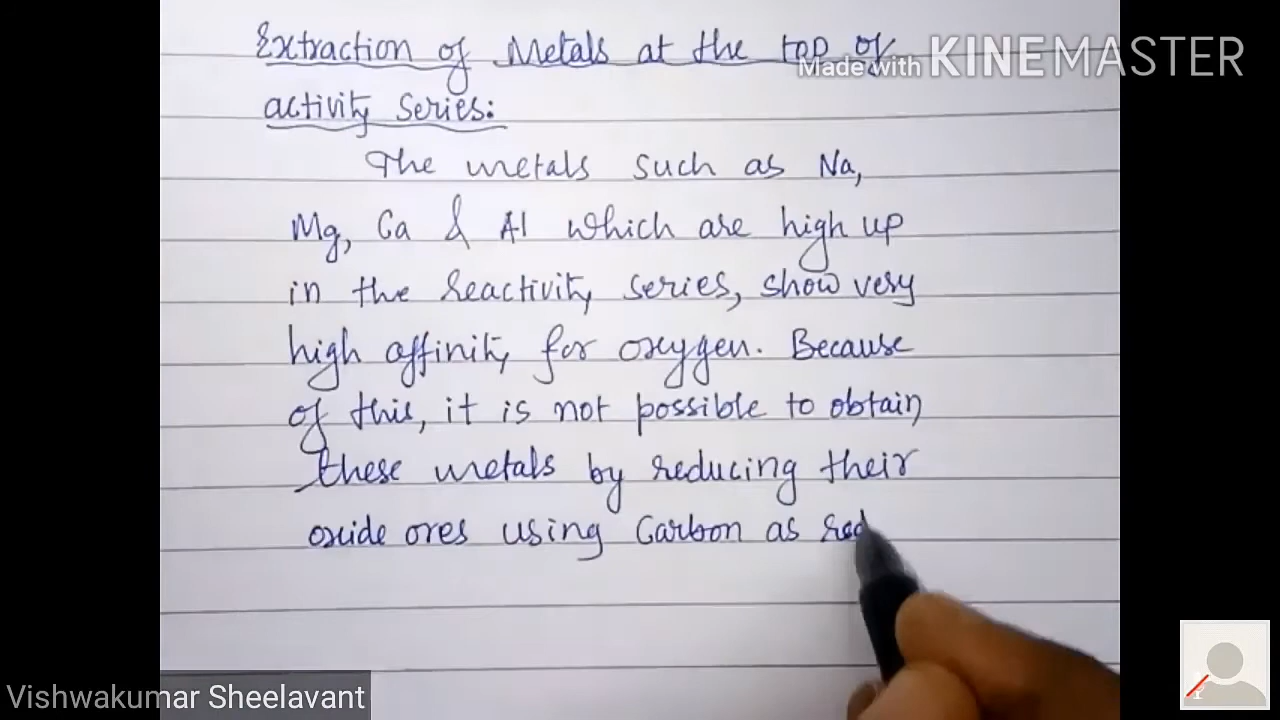 Extraction of Metals at the top of
Made with KINEMASTER
activity series:
The metals such as Na,
Mg, Ca & Al which are high up
in the reactivity series, show very
high affinity for oxygen. Because
of this, it is not possible to obtain
these metals by reducing their
oxide ores using Carbon as red
Vishwakumar Sheelavant